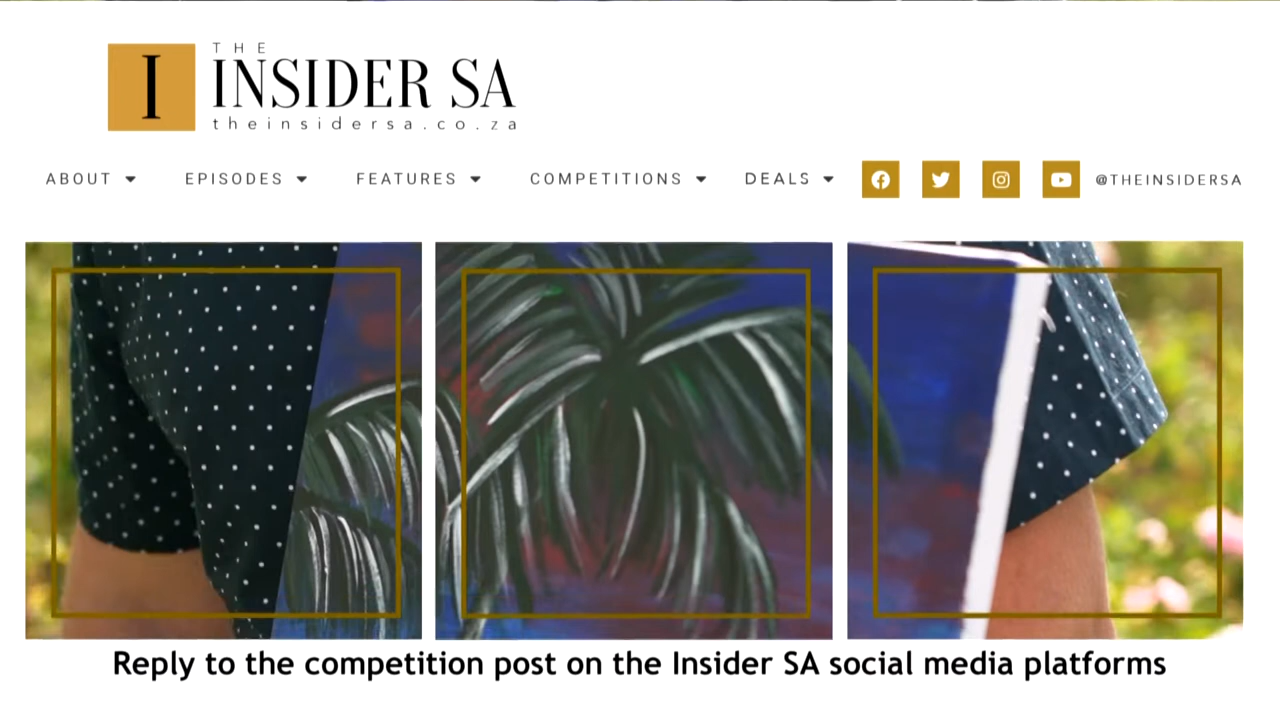 THE
I INSIDER SA
theinsidersa.co.za
ABOUT EPISODES FEATURES COMPETITIONS DEALS @THEINSIDERSA
Reply to the competition post on the Insider SA social media platforms